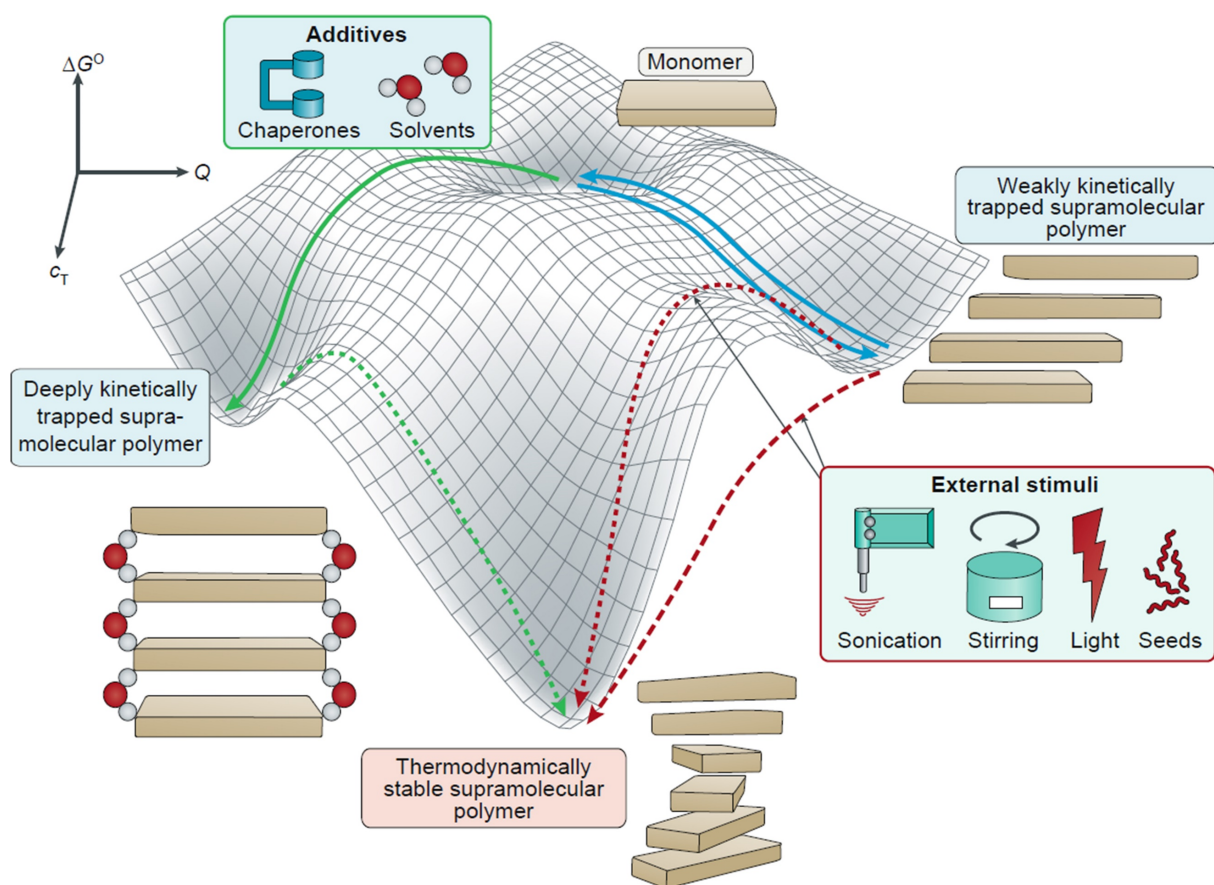 Additives
Chaperones
Solvents
ΔG⁰
Q
c_T
Monomer
Weakly kinetically
trapped supramolecular
polymer
Deeply kinetically
trapped supra-
molecular polymer
External stimuli
Sonication
Stirring
Light
Seeds
Thermodynamically
stable supramolecular
polymer